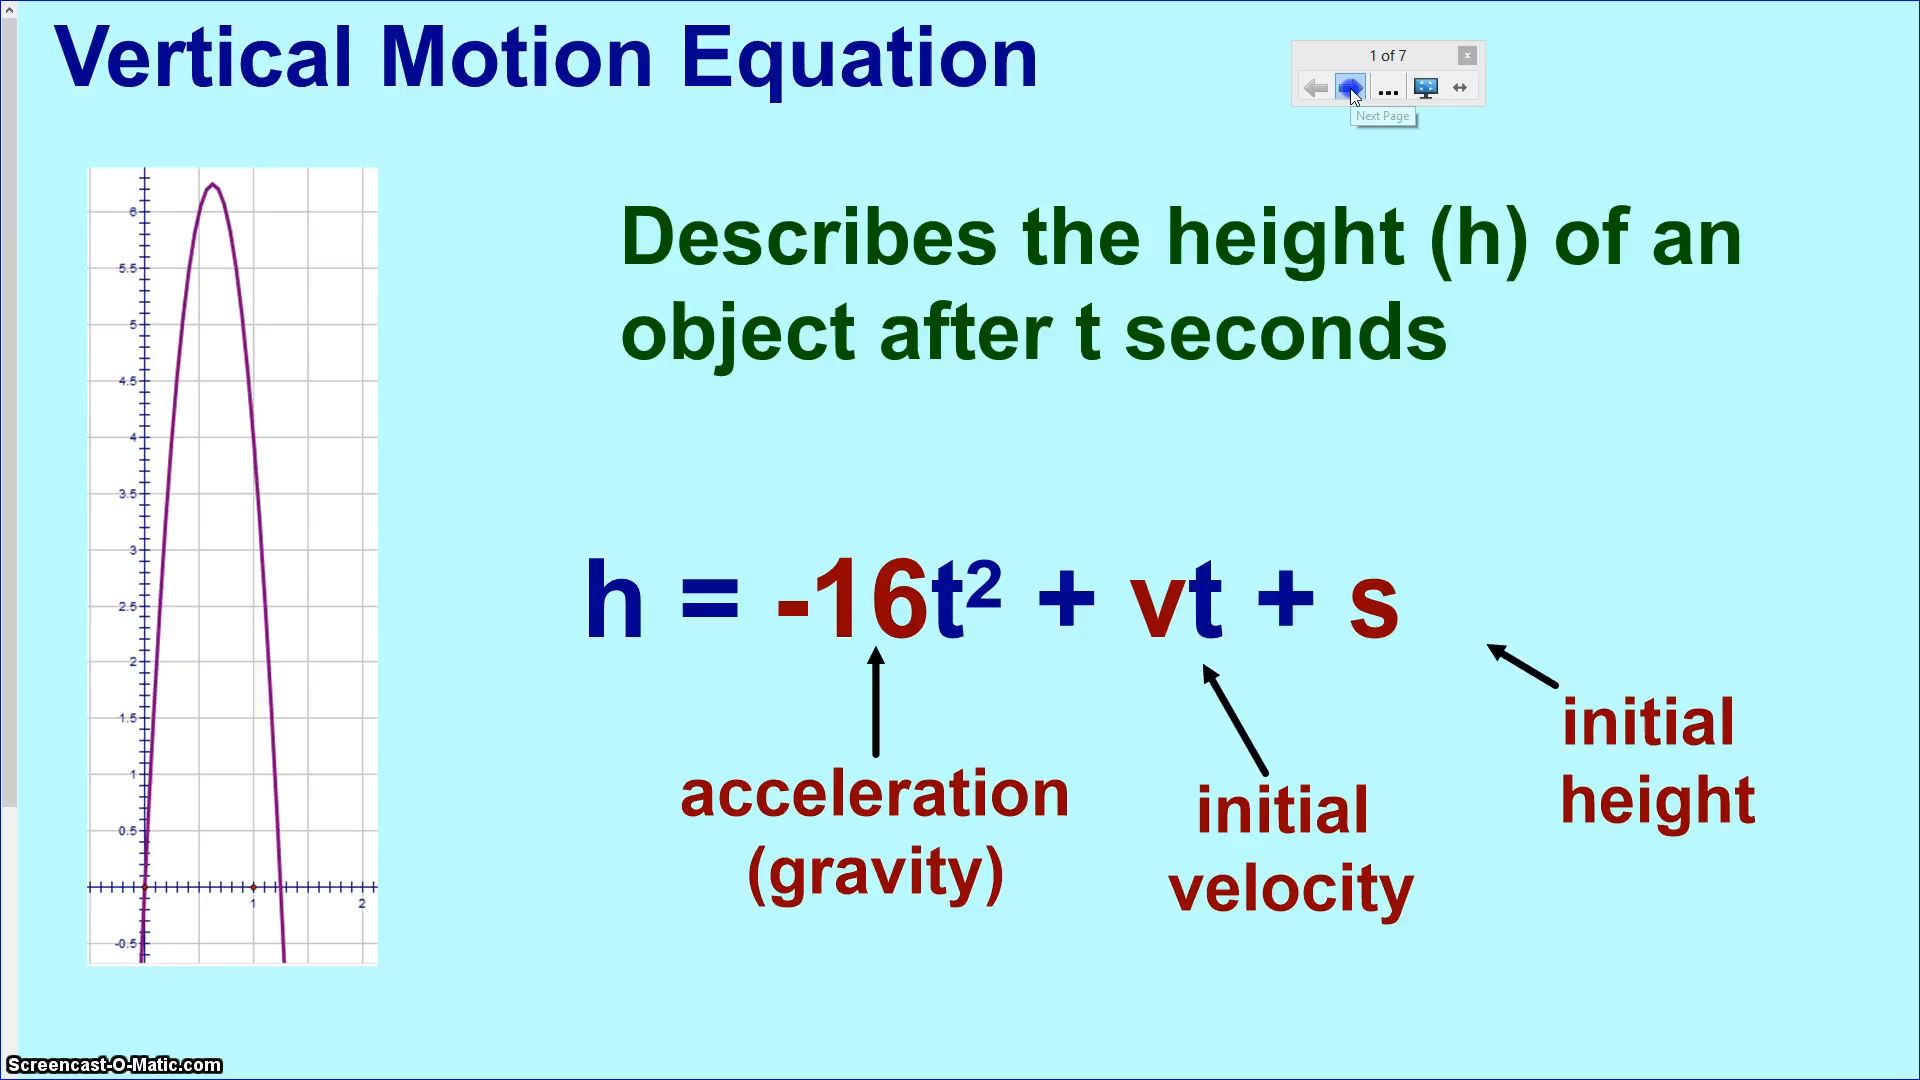 Vertical Motion Equation
1 of 7
x
...
Next Page
Describes the height (h) of an
object after t seconds
6
5.5
5
4.5
4
3.5
3
2.5
2
1.5
1
0.5
-0.5
1
2
h = -16t² + vt + s
acceleration
(gravity)
initial
velocity
initial
height
Screencast-O-Matic.com